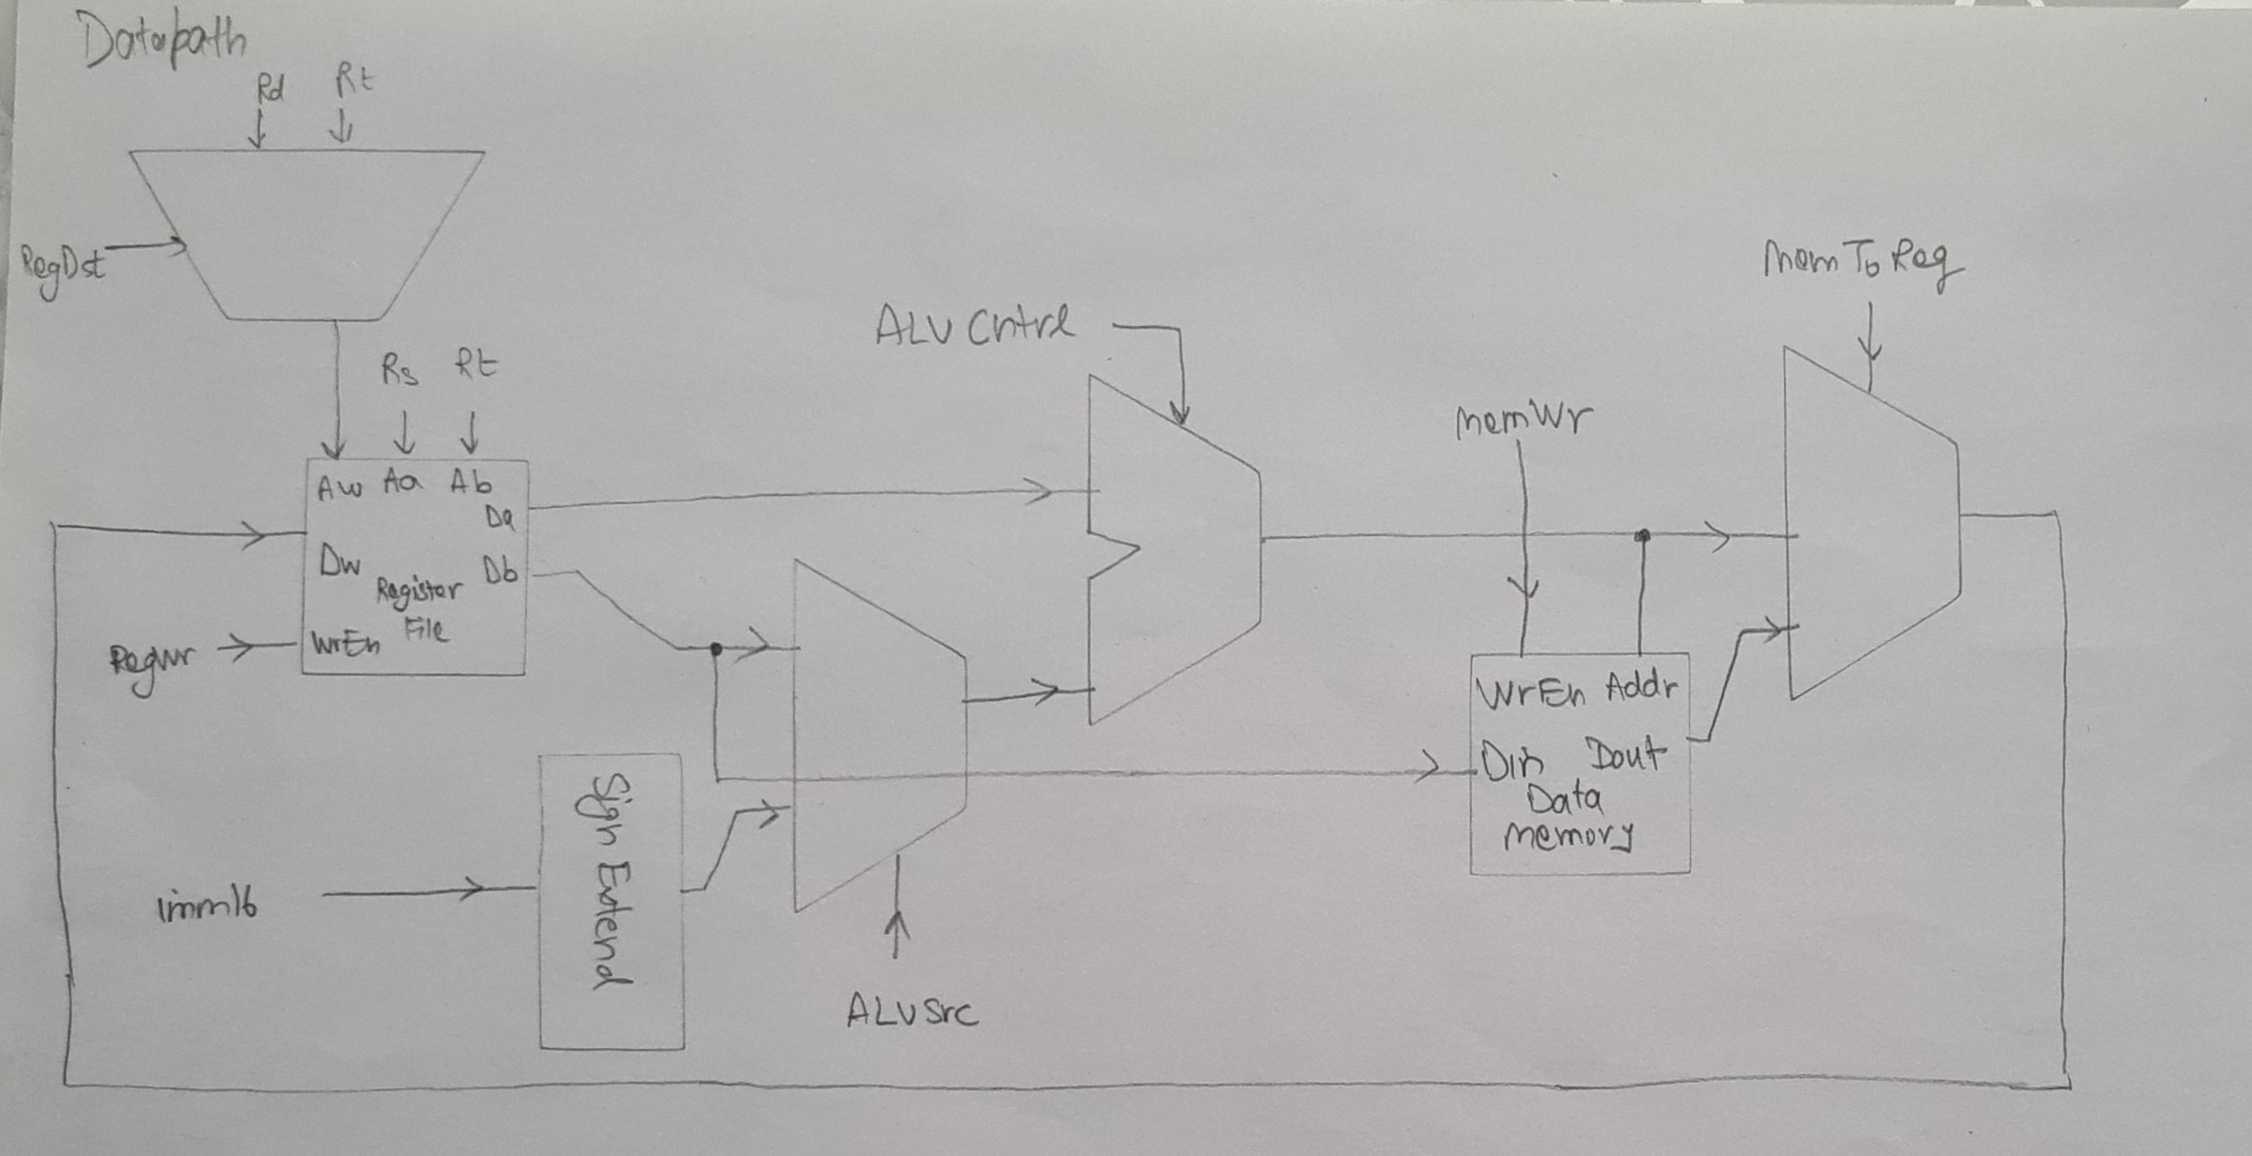 Datapath
Rd Rt
RegDst
Rs Rt
ALU Cntrl
MemToReg
MemWr
Aw Aa Ab
Da
Dw
Db
Register
File
WrEn
RegWr
WrEn Addr
Din Dout
Data
Memory
Sign Extend
imm16
ALUSrc